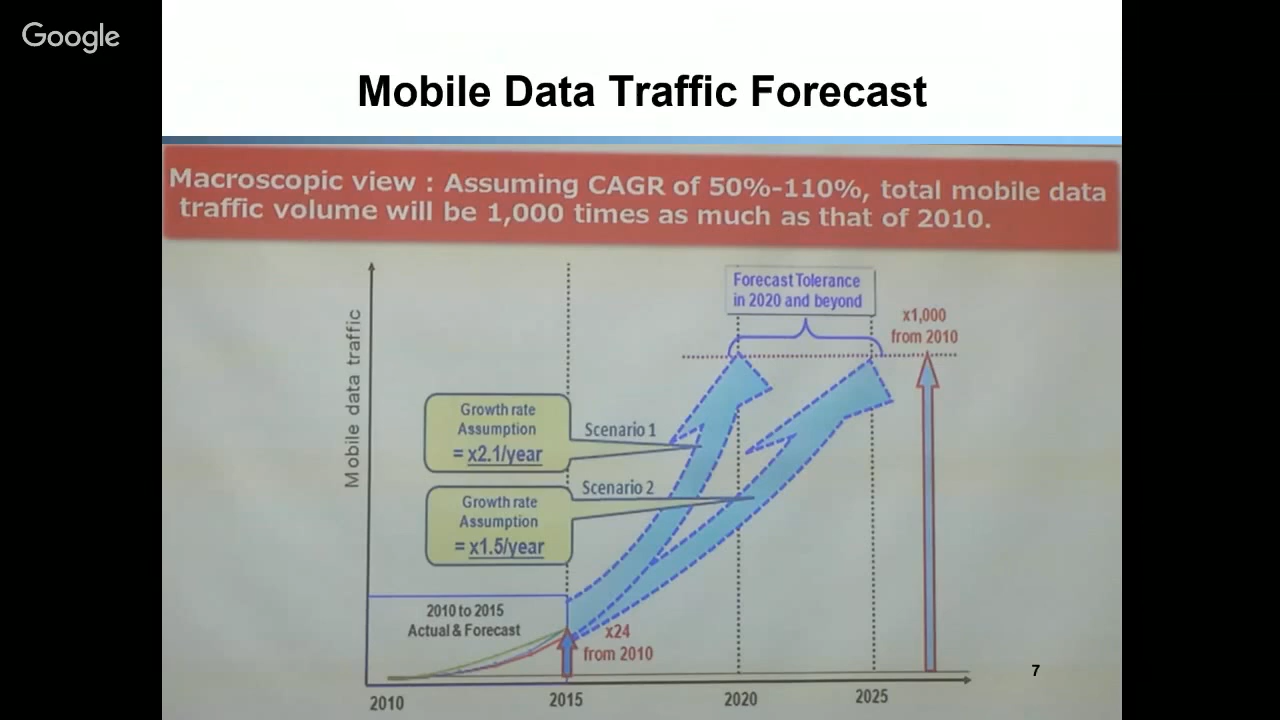 Google
Mobile Data Traffic Forecast
Macroscopic view : Assuming CAGR of 50%-110%, total mobile data
traffic volume will be 1,000 times as much as that of 2010.
Mobile data traffic
Forecast Tolerance
in 2020 and beyond
x1,000
from 2010
Growth rate
Assumption
= x2.1/year
Scenario 1
Growth rate
Assumption
= x1.5/year
Scenario 2
2010 to 2015
Actual & Forecast
x24
from 2010
2010
2015
2020
2025
7